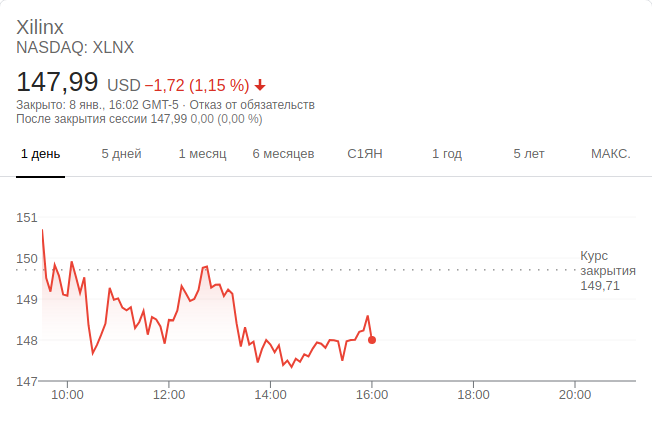 Xilinx
NASDAQ: XLNX
147,99 USD −1,72 (1,15 %)
Закрыто: 8 янв., 16:02 GMT-5 · Отказ от обязательств
После закрытия сессии 147,99 0,00 (0,00 %)
1 день 5 дней 1 месяц 6 месяцев С1ЯН 1 год 5 лет МАКС.
151
150
149
148
147
Курс
закрытия
149,71
10:00 12:00 14:00 16:00 18:00 20:00